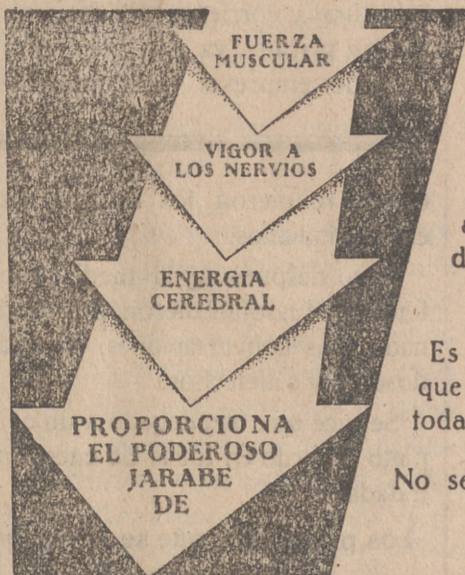 FUERZA
MUSCULAR
VIGOR A
LOS NERVIOS
ENERGIA
CEREBRAL
PROPORCIONA
EL PODEROSO
JARABE
DE
d
Es
que
toda
No se